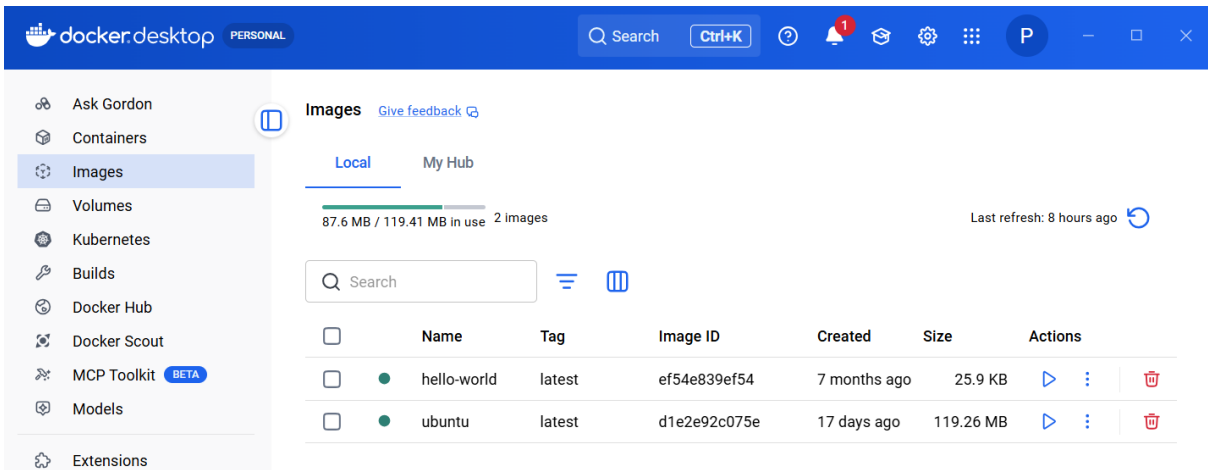 docker.desktop PERSONAL Search Ctrl+K 1 P
Ask Gordon
Containers
Images
Volumes
Kubernetes
Builds
Docker Hub
Docker Scout
MCP Toolkit BETA
Models
Extensions
Images Give feedback
Local My Hub
87.6 MB / 119.41 MB in use 2 images Last refresh: 8 hours ago
Search
Name Tag Image ID Created Size Actions
hello-world latest ef54e839ef54 7 months ago 25.9 KB
ubuntu latest d1e2e92c075e 17 days ago 119.26 MB